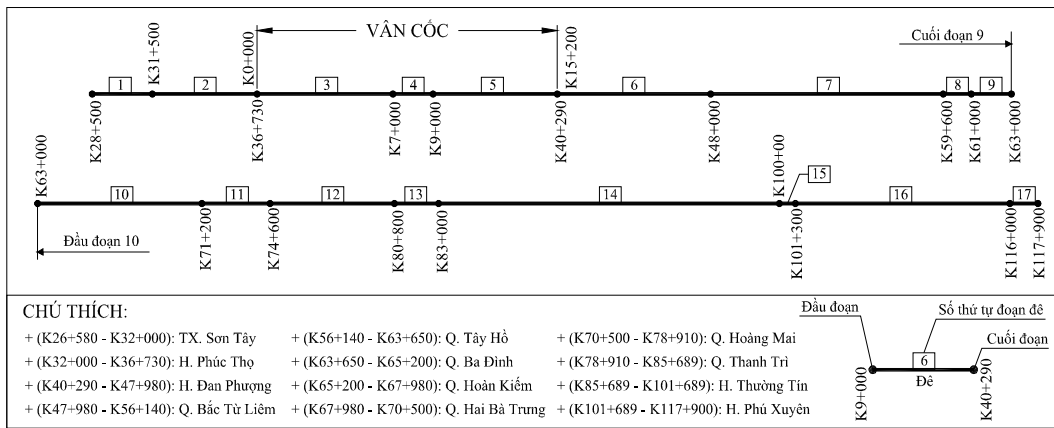 VÂN CỐC
Cuối đoạn 9
K31+500
K0+000
K15+200
1
2
3
4
5
6
7
8
9
K28+500
K36+730
K7+000
K9+000
K40+290
K48+000
K59+600
K61+000
K63+000
K63+000
K100+00
15
10
11
12
13
14
16
17
Đầu đoạn 10
K71+200
K74+600
K80+800
K83+000
K101+300
K116+000
K117+900
CHÚ THÍCH:
+ (K26+580 - K32+000): TX. Sơn Tây
+ (K32+000 - K36+730): H. Phúc Thọ
+ (K40+290 - K47+980): H. Đan Phượng
+ (K47+980 - K56+140): Q. Bắc Từ Liêm
+ (K56+140 - K63+650): Q. Tây Hồ
+ (K63+650 - K65+200): Q. Ba Đình
+ (K65+200 - K67+980): Q. Hoàn Kiếm
+ (K67+980 - K70+500): Q. Hai Bà Trưng
+ (K70+500 - K78+910): Q. Hoàng Mai
+ (K78+910 - K85+689): Q. Thanh Trì
+ (K85+689 - K101+689): H. Thường Tín
+ (K101+689 - K117+900): H. Phú Xuyên
Đầu đoạn
Số thứ tự đoạn đê
Cuối đoạn
6
Đê
K9+000
K40+290